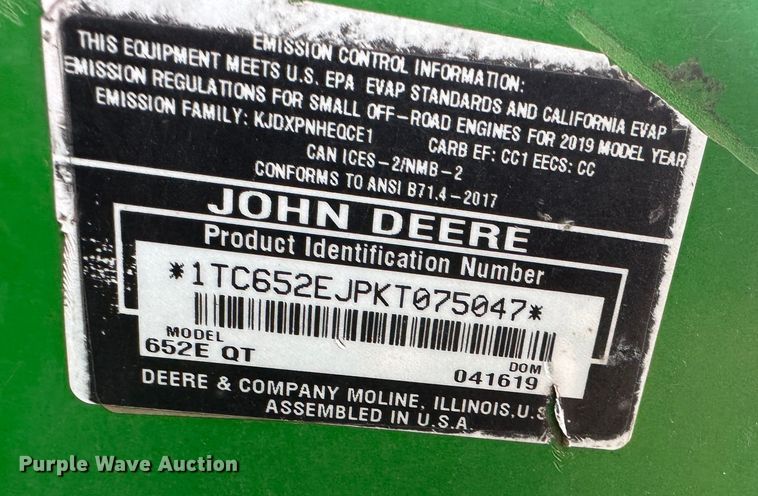 EMISSION CONTROL INFORMATION:
THIS EQUIPMENT MEETS U.S. EPA EVAP STANDARDS AND CALIFORNIA EVAP
EMISSION REGULATIONS FOR SMALL OFF-ROAD ENGINES FOR 2019 MODEL YEAR
EMISSION FAMILY: KJDXPNHEQCE1 CARB EF: CC1 EECS: CC
CAN ICES-2/NMB-2
CONFORMS TO ANSI B71.4-2017
JOHN DEERE
Product Identification Number
*1TC652EJPKT075047*
MODEL DOM
652E QT 041619
DEERE & COMPANY MOLINE, ILLINOIS, U.S
ASSEMBLED IN U.S.A
Purple Wave Auction